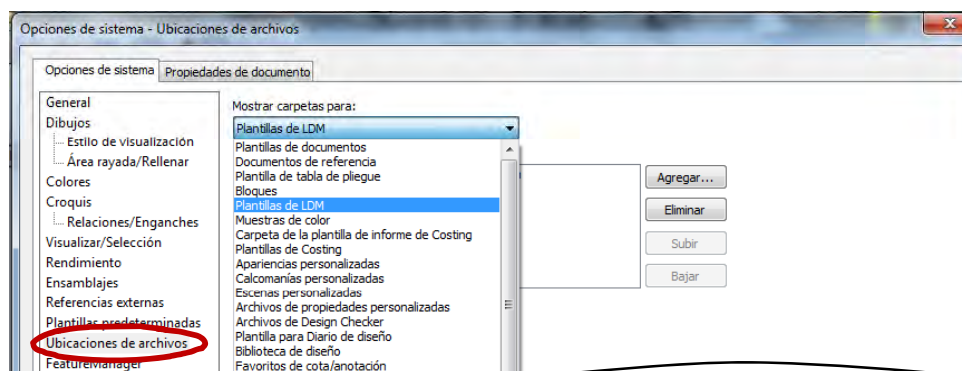 Opciones de sistema - Ubicaciones de archivos
Opciones de sistema
Propiedades de documento
General
Dibujos
Estilo de visualización
Área rayada/Rellenar
Colores
Croquis
Relaciones/Enganches
Visualizar/Selección
Rendimiento
Ensamblajes
Referencias externas
Plantillas predeterminadas
Ubicaciones de archivos
FeatureManager
Mostrar carpetas para:
Plantillas de LDM
Plantillas de documentos
Documentos de referencia
Plantilla de tabla de pliegue
Bloques
Plantillas de LDM
Muestras de color
Carpeta de la plantilla de informe de Costing
Plantillas de Costing
Apariencias personalizadas
Calcomanías personalizadas
Escenas personalizadas
Archivos de propiedades personalizadas
Archivos de Design Checker
Plantilla para Diario de diseño
Biblioteca de diseño
Favoritos de cota/anotación
Agregar...
Eliminar
Subir
Bajar